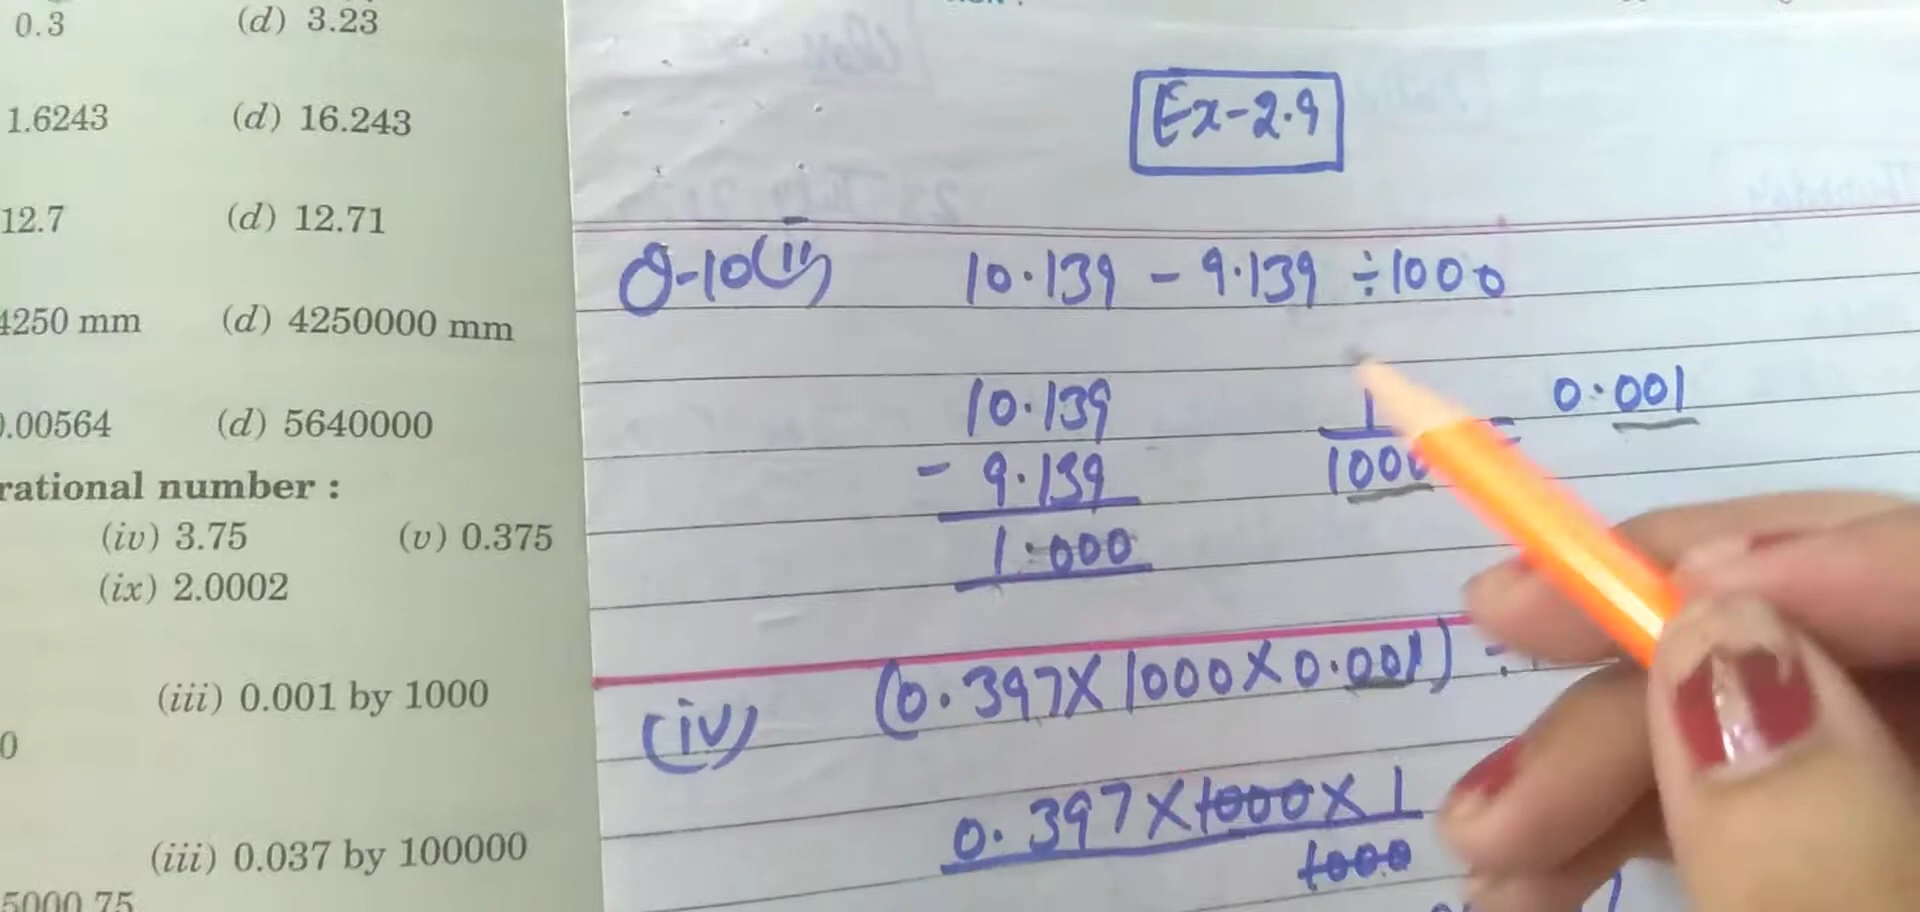 0.3 (d) 3.23
1.6243 (d) 16.243
12.7 (d) 12.71
4250 mm (d) 4250000 mm
0.00564 (d) 5640000
rational number :
(iv) 3.75 (v) 0.375
(ix) 2.0002
(iii) 0.001 by 1000
0
(iii) 0.037 by 100000
5000.75
Ex-2.9
Q-10(ii) 10.139 - 9.139 ÷ 1000
10.139
- 9.139
1.000
1
1000
= 0.001
(iv) (0.397 X 1000 X 0.001) ÷
0.397 X 1000 X 1
1000